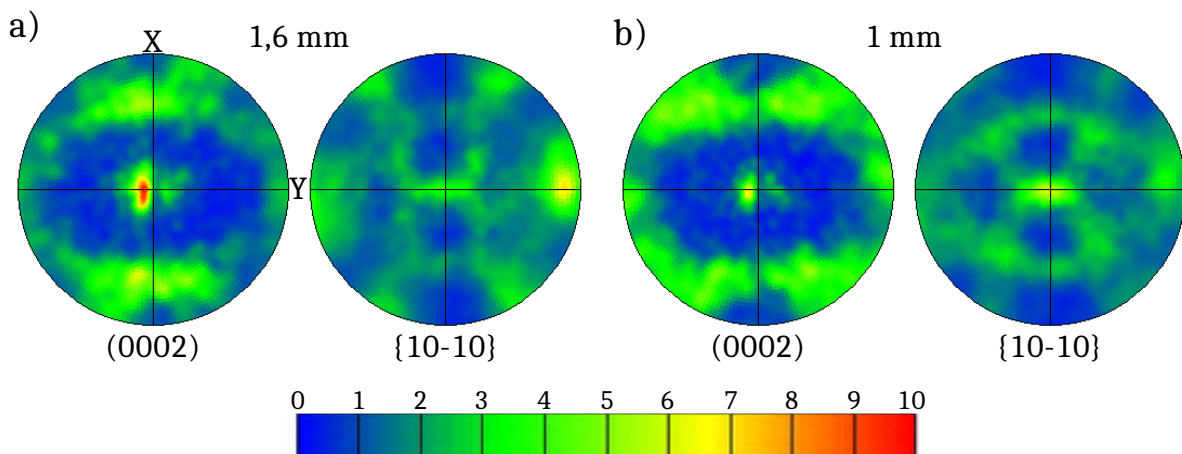 a)
X
1,6 mm
b)
1 mm
Y
(0002)
{10-10}
(0002)
{10-10}
0 1 2 3 4 5 6 7 8 9 10